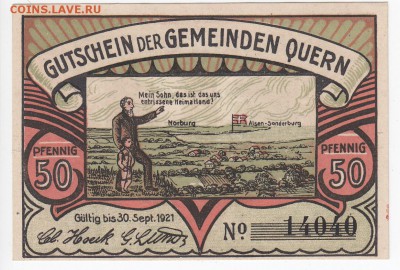 COINS.LAVE.RU
GUTSCHEIN DER GEMEINDEN QUERN
Mein Sohn, das ist das uns
entrissene Heimatland!
Norburg
Alsen-Sonderburg
PFENNIG
50
PFENNIG
50
Gültig bis 30. Sept. 1921
No 14040